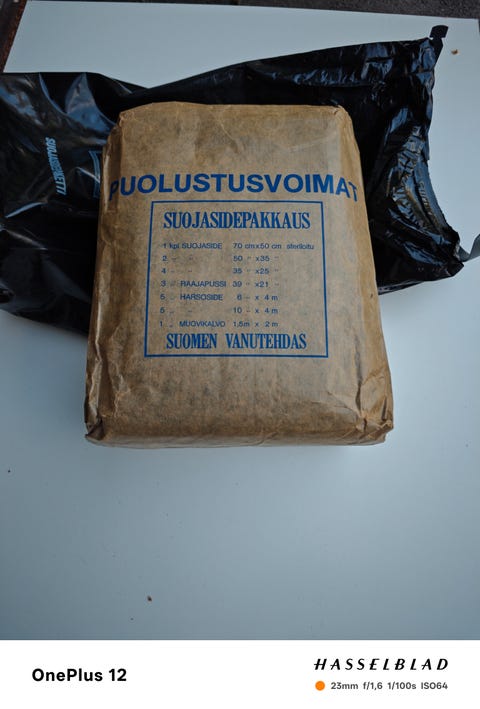 PUOLUSTUSVOIMAT
SUOJASIDEPAKKAUS
1 kpl SUOJASIDE 70 cm x 50 cm steriloitu
2 " " 50 " x 35 "
4 " " 35 " x 25 "
3 " RAAJAPUSSI 39 " x 21 "
5 " HARSOSIDE 6 " x 4 m
5 " " 10 " x 4 m
1 " MUOVIKALVO 1,5m x 2 m
SUOMEN VANUTEHDAS
OnePlus 12
HASSELBLAD
23mm f/1,6 1/100s ISO64